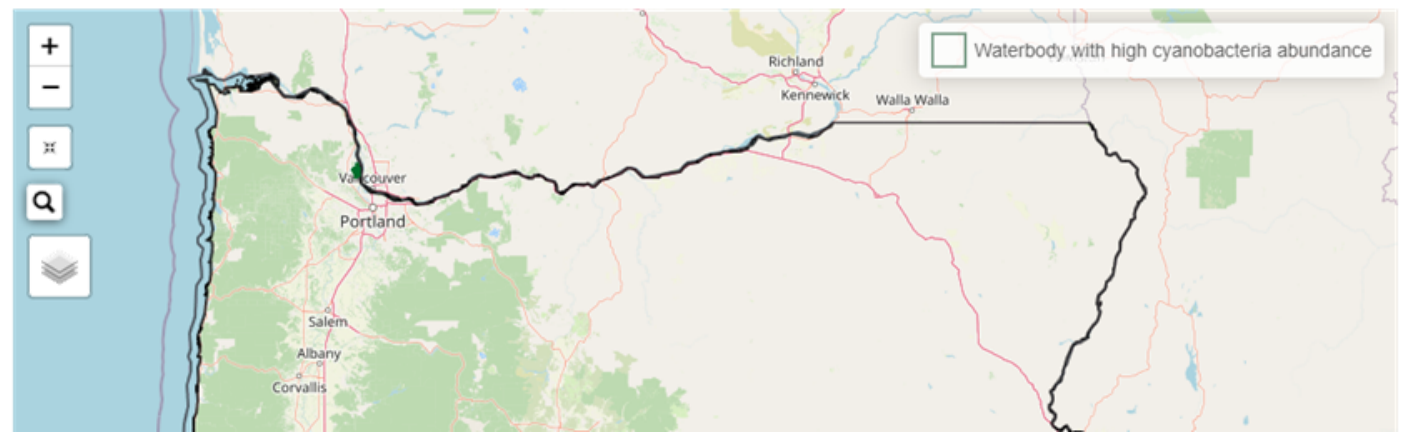 +
−
Waterbody with high cyanobacteria abundance
Richland
Kennewick
Walla Walla
Vancouver
Portland
Salem
Albany
Corvallis